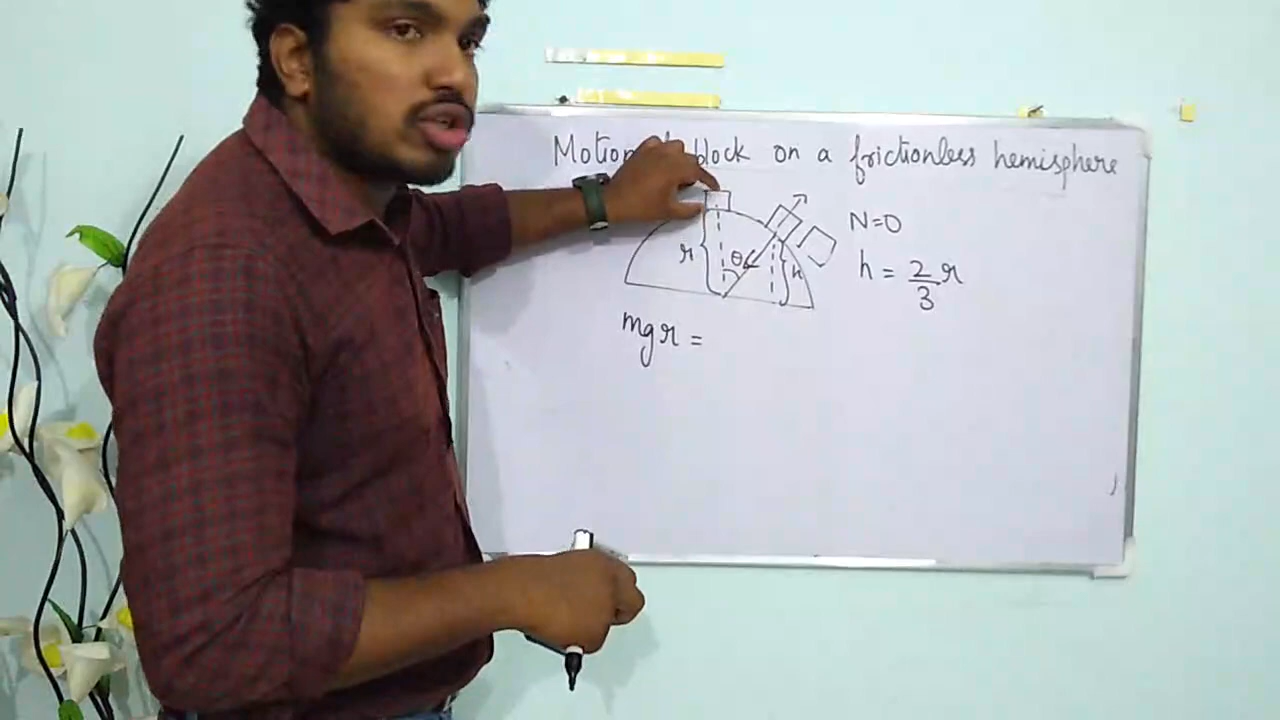 Motion block on a frictionless hemisphere
r
θ
h
N=0
h = 2/3 r
mgr =